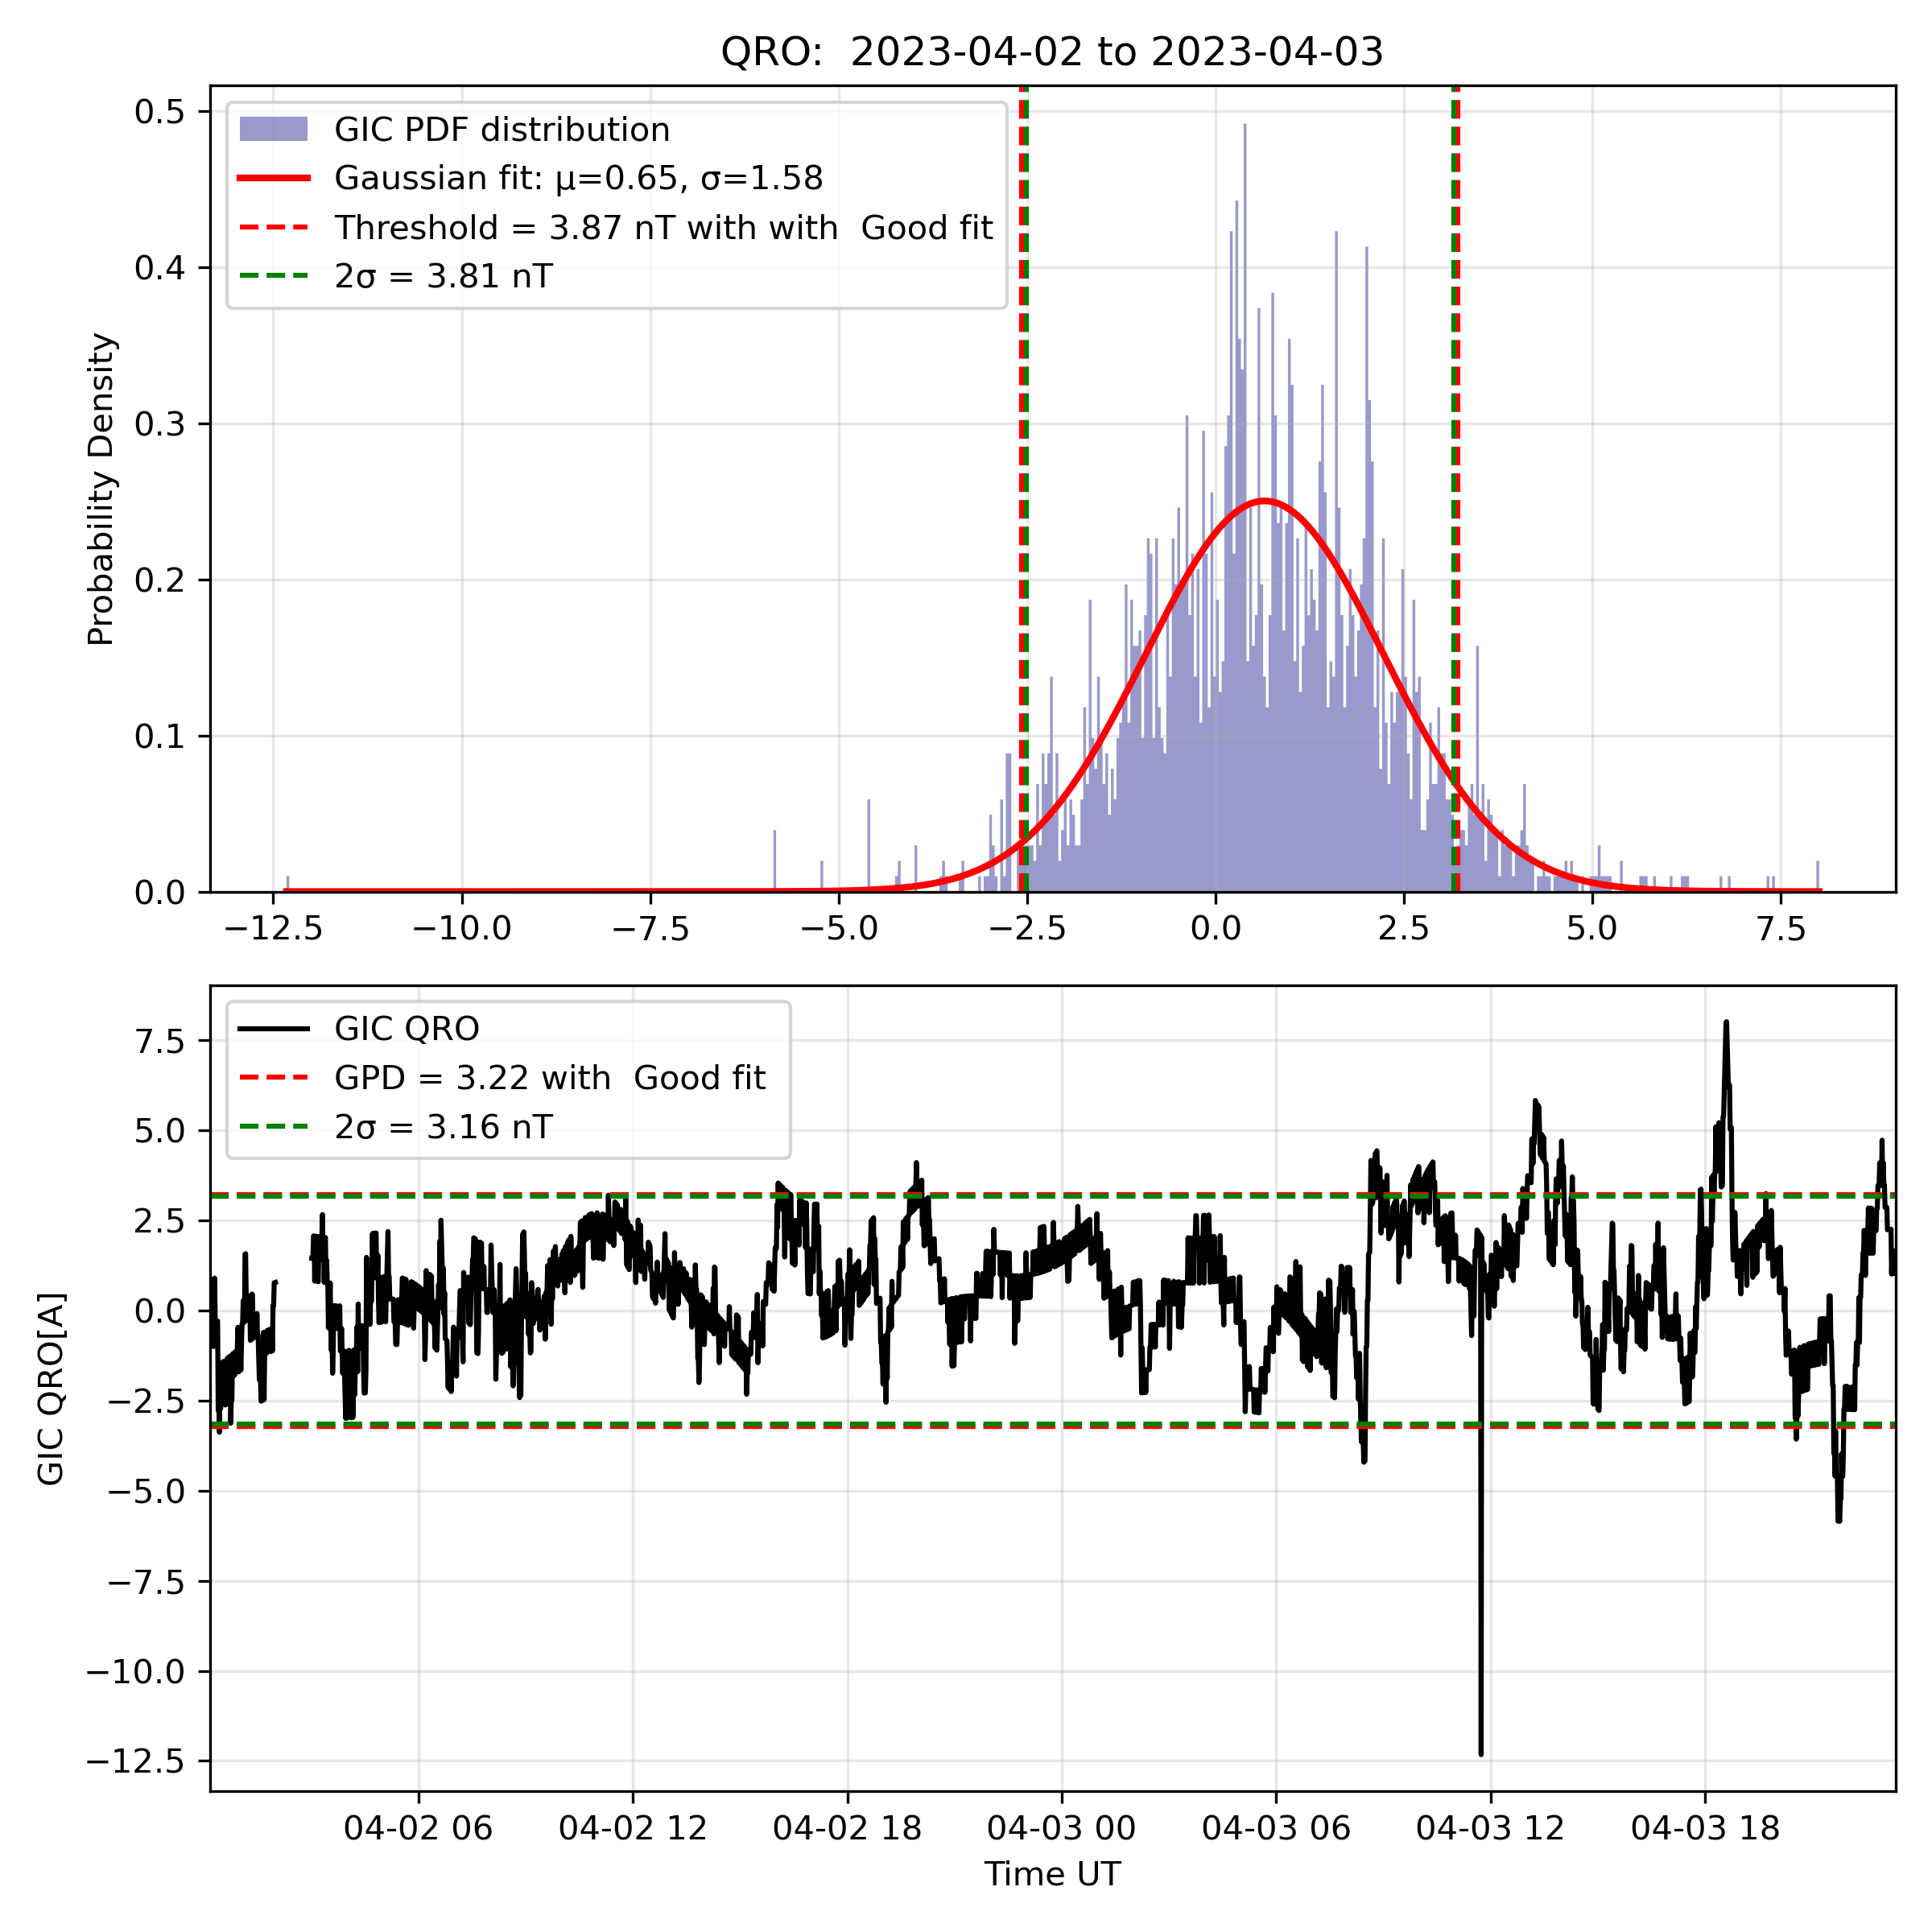 QRO:  2023-04-02 to 2023-04-03
GIC PDF distribution
Gaussian fit: μ=0.65, σ=1.58
Threshold = 3.87 nT with with  Good fit
2σ = 3.81 nT
Probability Density
0.5
0.4
0.3
0.2
0.1
0.0
−12.5 −10.0 −7.5 −5.0 −2.5 0.0 2.5 5.0 7.5
GIC QRO
GPD = 3.22 with  Good fit
2σ = 3.16 nT
GIC QRO[A]
7.5
5.0
2.5
0.0
−2.5
−5.0
−7.5
−10.0
−12.5
04-02 06 04-02 12 04-02 18 04-03 00 04-03 06 04-03 12 04-03 18
Time UT